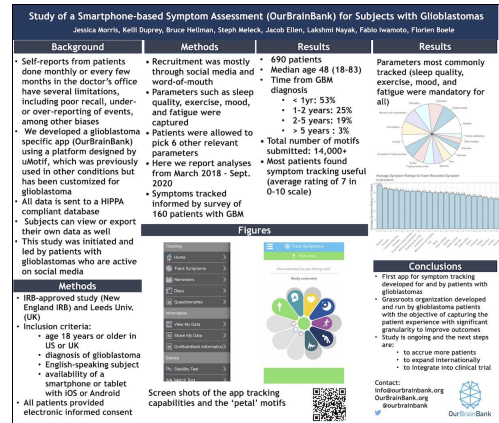 Study of a Smartphone-based Symptom Assessment (OurBrainBank) for Subjects with Glioblastomas
Jessica Morris, Kelli Duprey, Bruce Hellman, Steph Meleck, Jacob Ellen, Lakshmi Nayak, Fabio Iwamoto, Florien Boele
Background
• Self-reports from patients
done monthly or every few
months in the doctor's office
have several limitations,
including poor recall, under-
or over-reporting of events,
among other biases
• We developed a glioblastoma
specific app (OurBrainBank)
using a platform designed by
uMotif, which was previously
used in other conditions but
has been customized for
glioblastoma
• All data is sent to a HIPPA
compliant database
• Subjects can view or export
their own data as well
• This study was initiated and
led by patients with
glioblastomas who are active
on social media
Methods
• IRB-approved study (New
England IRB) and Leeds Univ.
(UK)
• Inclusion criteria:
• age 18 years or older in
US or UK
• diagnosis of glioblastoma
• English-speaking subject
• availability of a
smartphone or tablet
with iOS or Android
• All patients provided
electronic informed consent
Methods
• Recruitment was mostly
through social media and
word-of-mouth
• Parameters such as sleep
quality, exercise, mood,
and fatigue were
captured
• Patients were allowed to
pick 6 other relevant
parameters
• Here we report analyses
from March 2018 - Sept.
2020
• Symptoms tracked
informed by survey of
160 patients with GBM
Results
• 690 patients
• Median age 48 (18-83)
• Time from GBM
diagnosis
• < 1yr: 53%
• 1-2 years: 25%
• 2-5 years: 19%
• > 5 years : 3%
• Total number of motifs
submitted: 14,000+
• Most patients found
symptom tracking useful
(average rating of 7 in
0-10 scale)
Figures
Tracking
Home
Track Symptoms
Reminders
Diary
Questionnaires
Information
View My Data
Share My Data
OurBrainBank Information
Games
Stability Test
My Match Test
Track Symptoms
Really motivated
Screen shots of the app tracking
capabilities and the 'petal' motifs
Results
Parameters most commonly
tracked (sleep quality,
exercise, mood, and
fatigue were mandatory for
all)
Average Symptom Ratings for Each Recorded Symptom
Conclusions
• First app for symptom tracking
developed for and by patients with
glioblastomas
• Grassroots organization developed
and run by glioblastoma patients
with the objective of capturing the
patient experience with significant
granularity to improve outcomes
• Study is ongoing and the next steps
are:
• to accrue more patients
• to expand internationally
• to integrate into clinical trial
Contact:
info@ourbrainbank.org
OurBrainBank.org
@ourbrainbank
OurBrainBank